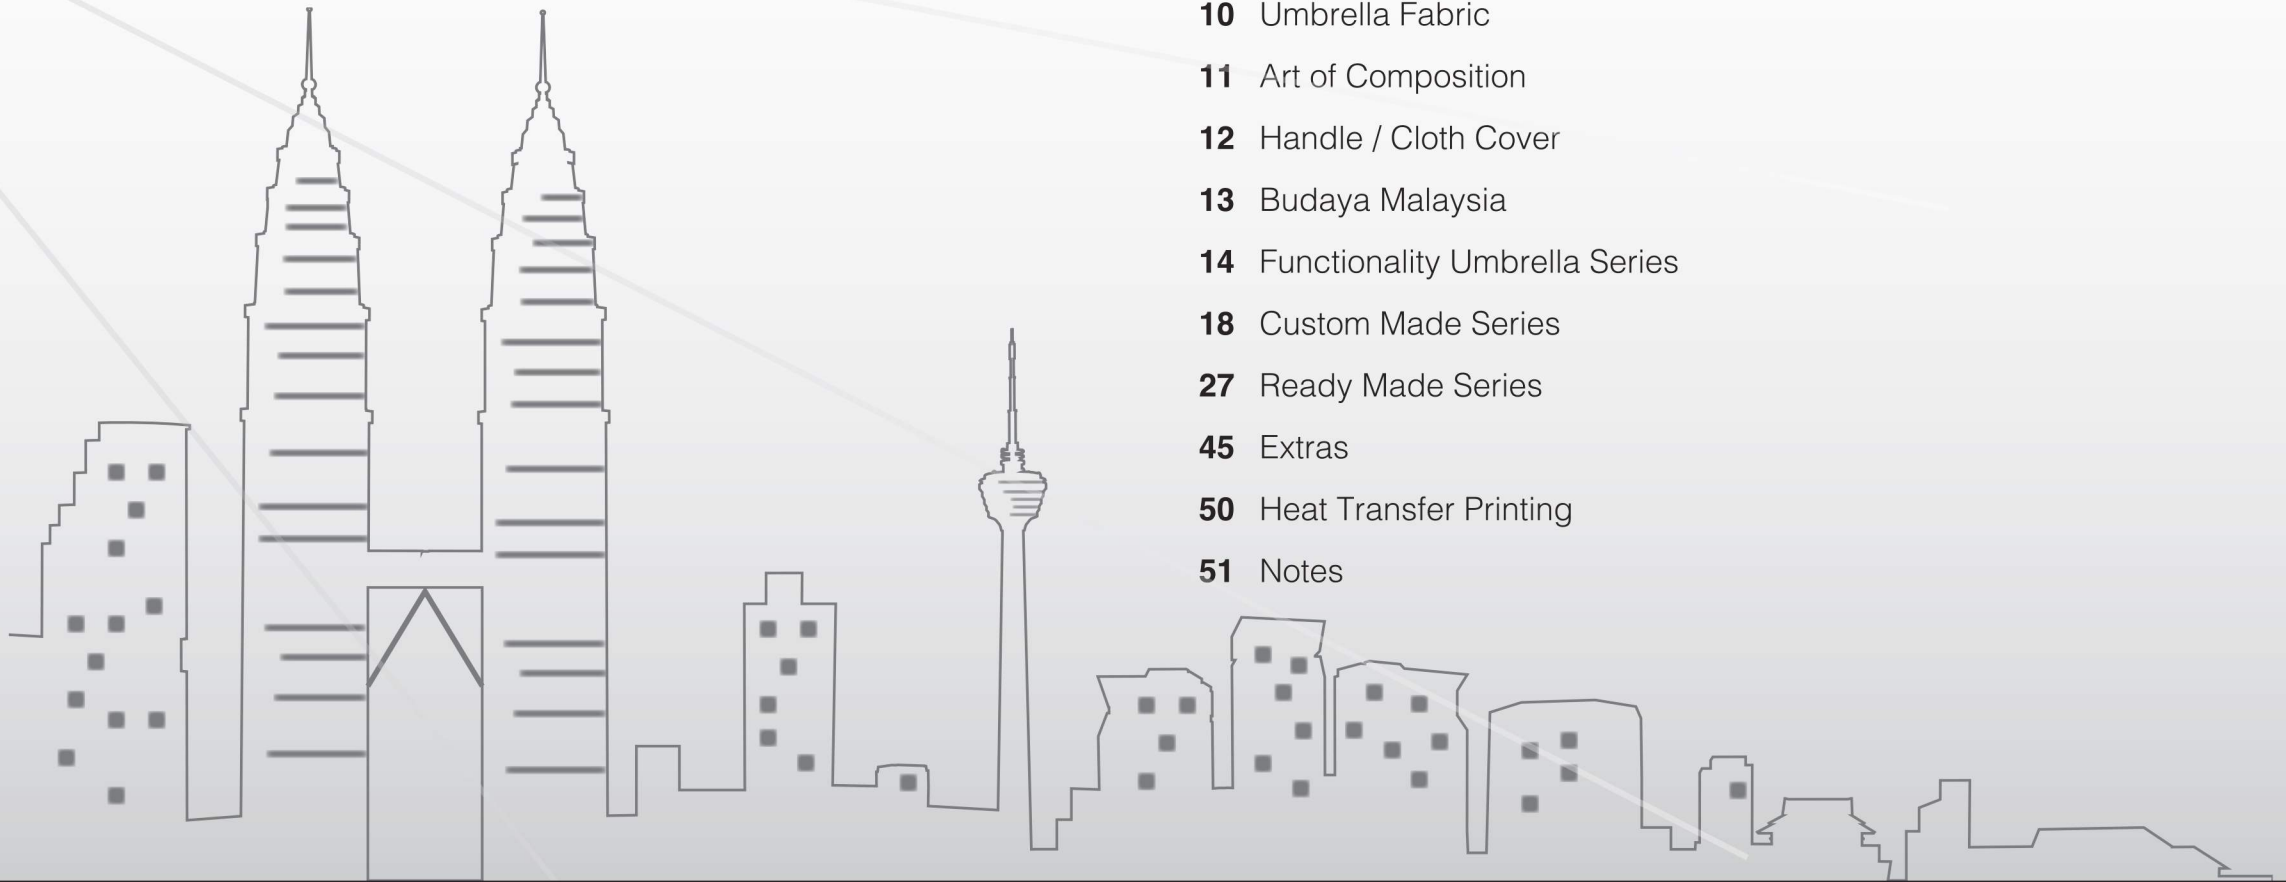 10 Umbrella Fabric
11 Art of Composition
12 Handle / Cloth Cover
13 Budaya Malaysia
14 Functionality Umbrella Series
18 Custom Made Series
27 Ready Made Series
45 Extras
50 Heat Transfer Printing
51 Notes